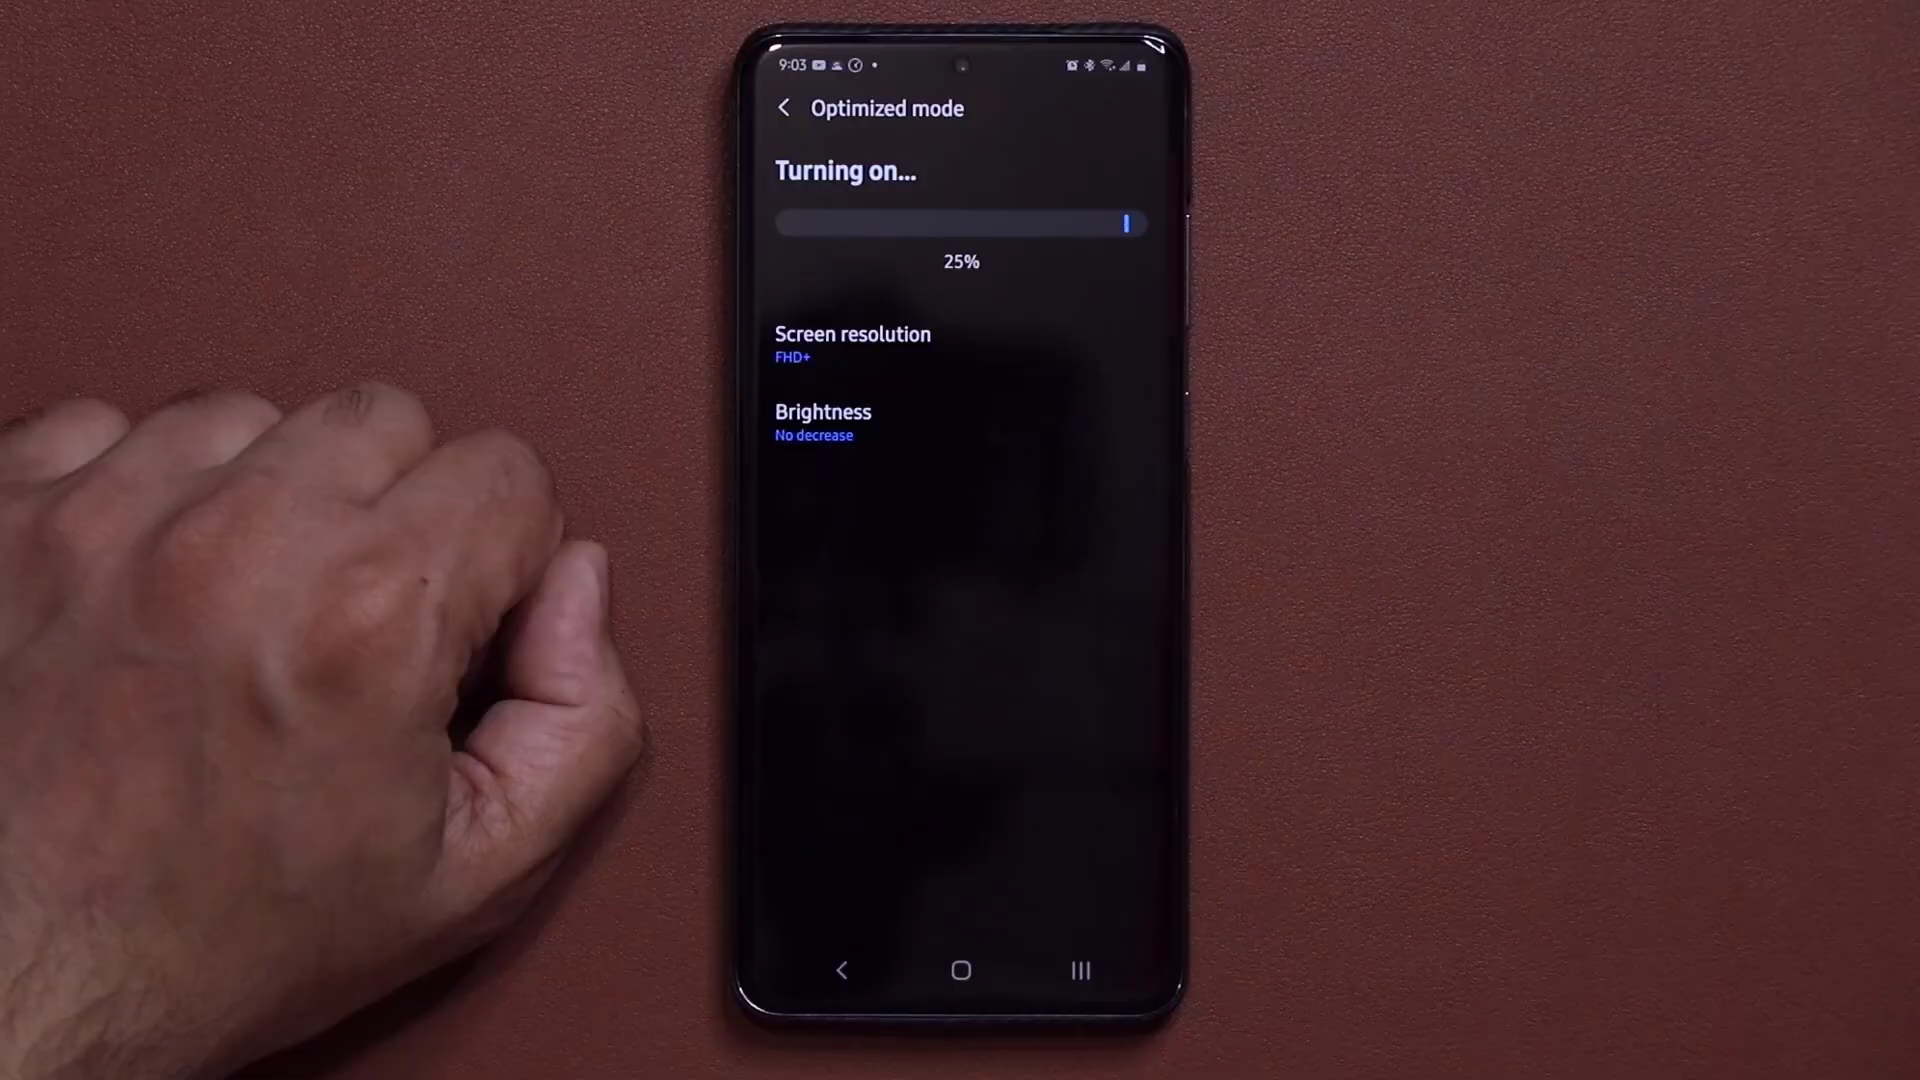 9:03
Optimized mode
Turning on...
25%
Screen resolution
FHD+
Brightness
No decrease